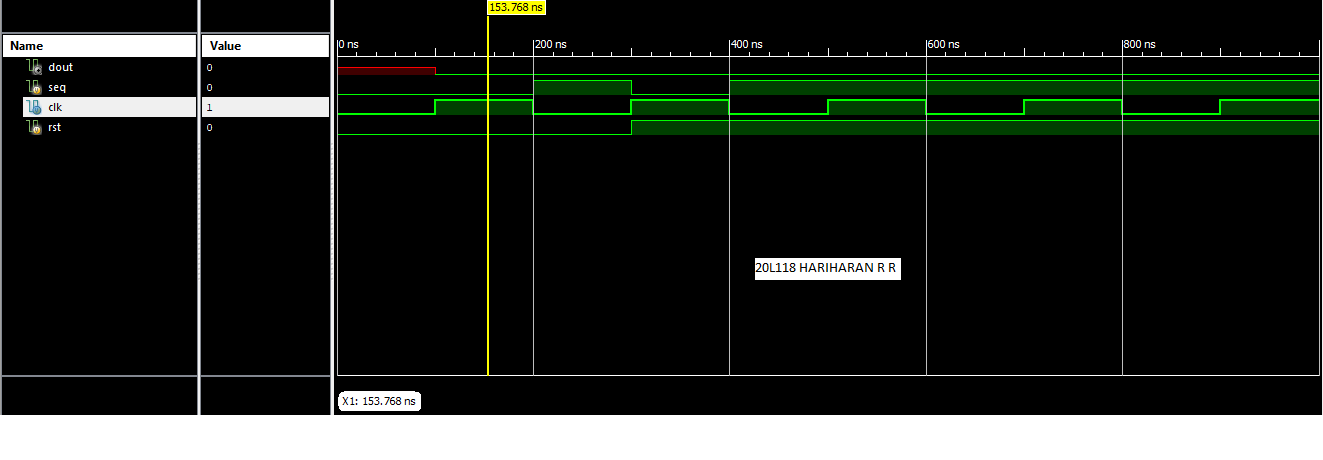 153.768 ns
Name Value
0 ns 200 ns 400 ns 600 ns 800 ns
dout 0
seq 0
clk 1
rst 0
20L118 HARIHARAN R R
X1: 153.768 ns